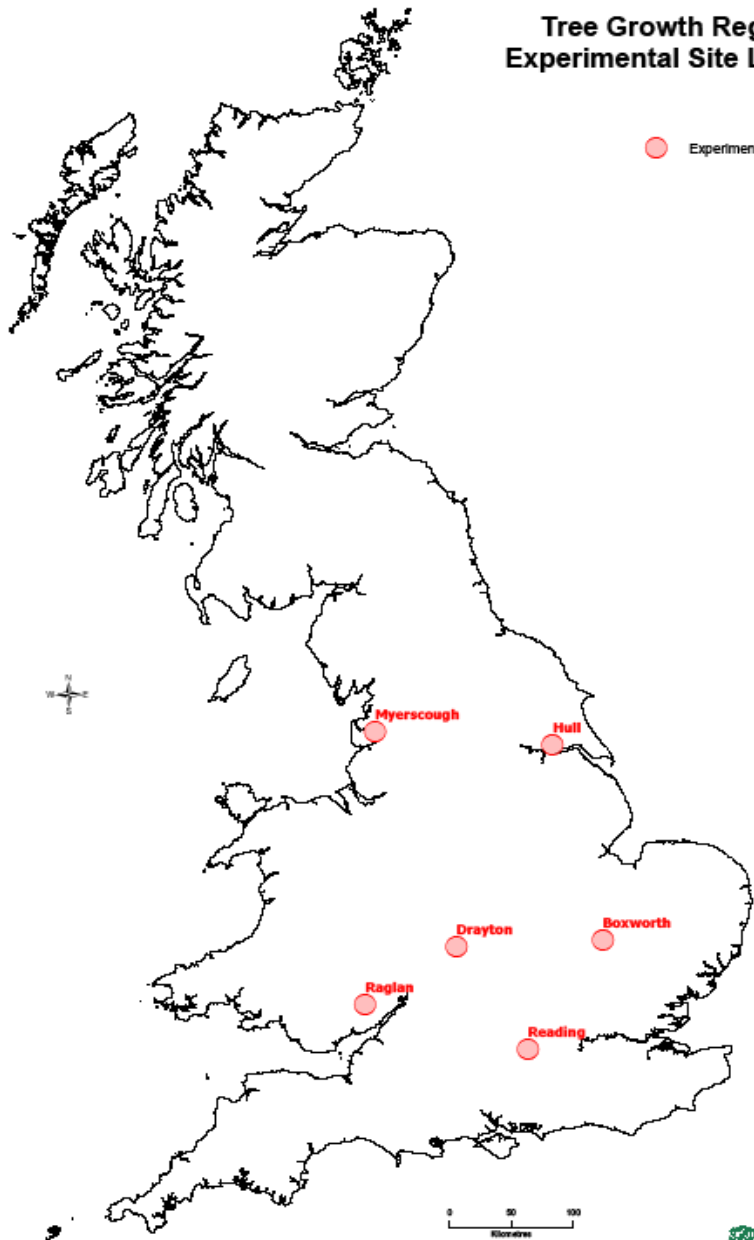 Tree Growth Reg
Experimental Site L
Experimen
N
W E
S
Myerscough
Hull
Drayton
Boxworth
Raglan
Reading
0 50 100
Kilometres